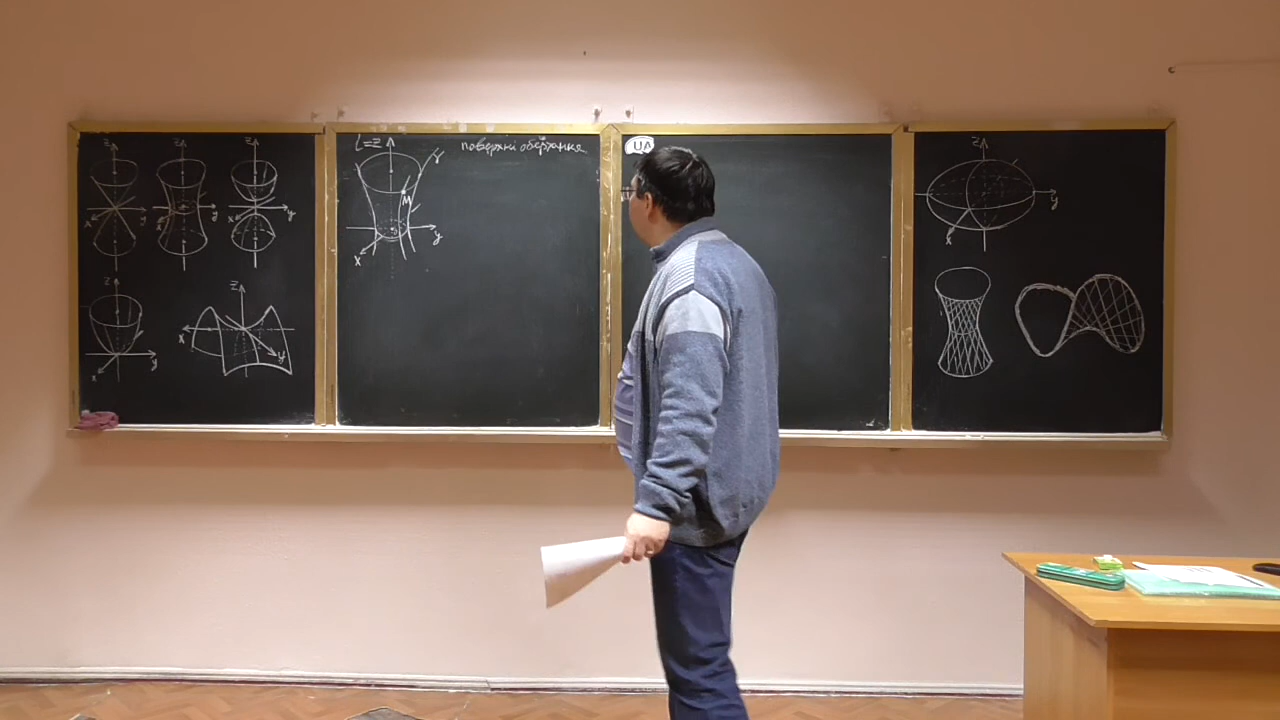 z z z
x y x y x y
z z
x y x y
l=z поверхні обертання
γ
M
x y
UA
z
x y